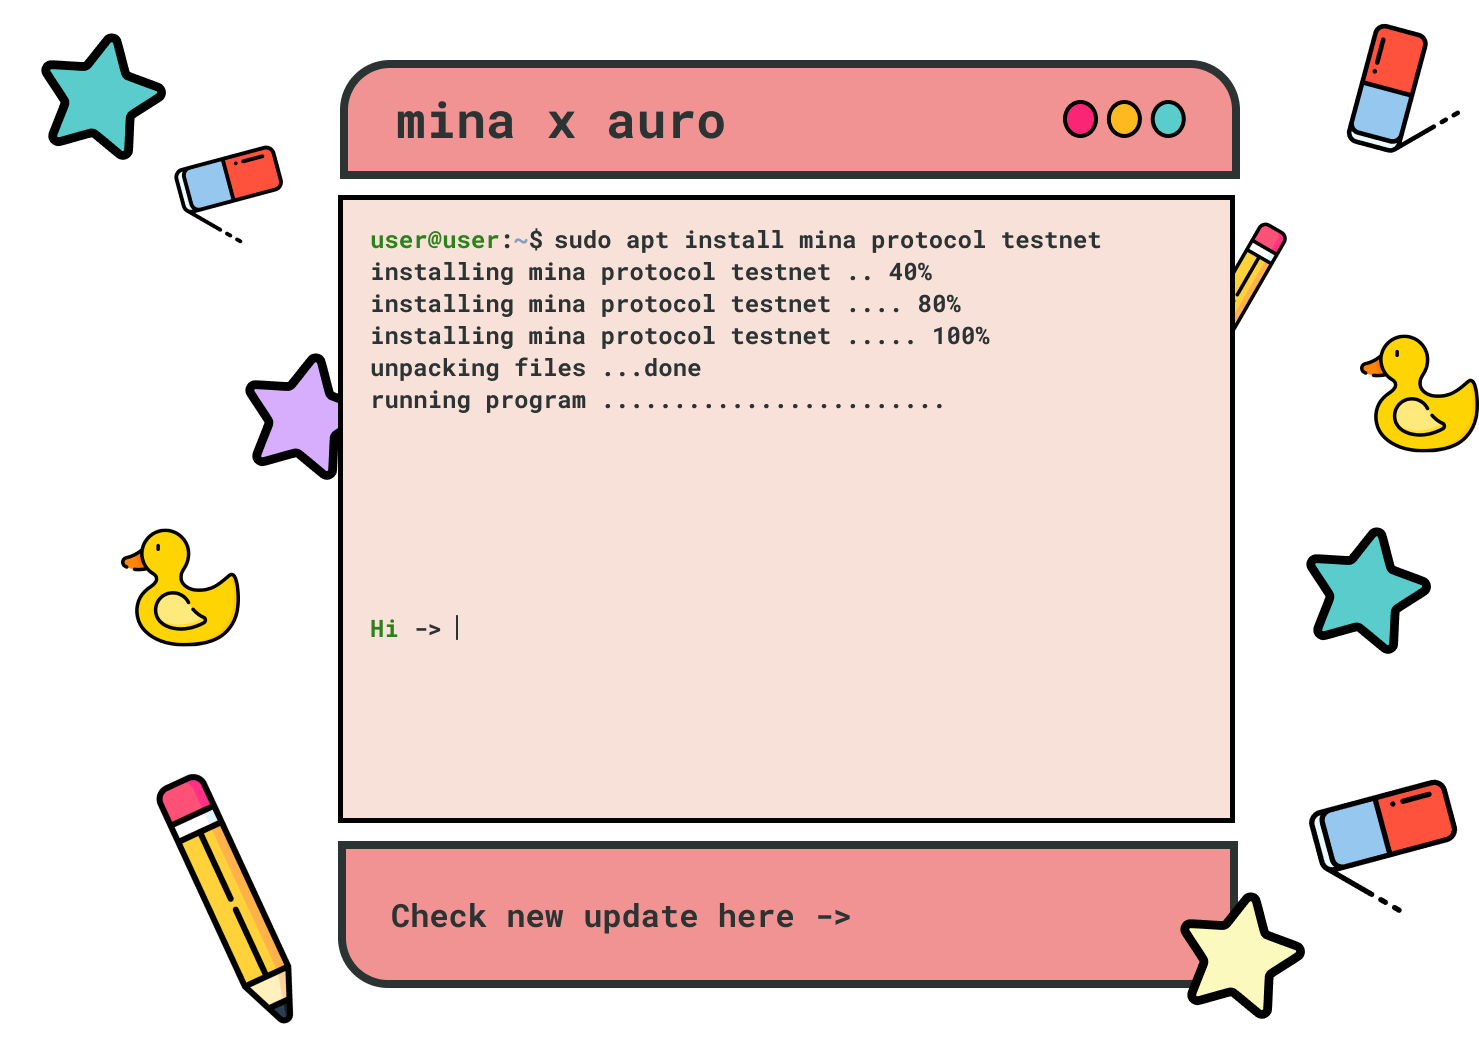 mina x auro
user@user:~$ sudo apt install mina protocol testnet
installing mina protocol testnet .. 40%
installing mina protocol testnet .... 80%
installing mina protocol testnet ..... 100%
unpacking files ...done
running program ........................
Hi ->
Check new update here ->